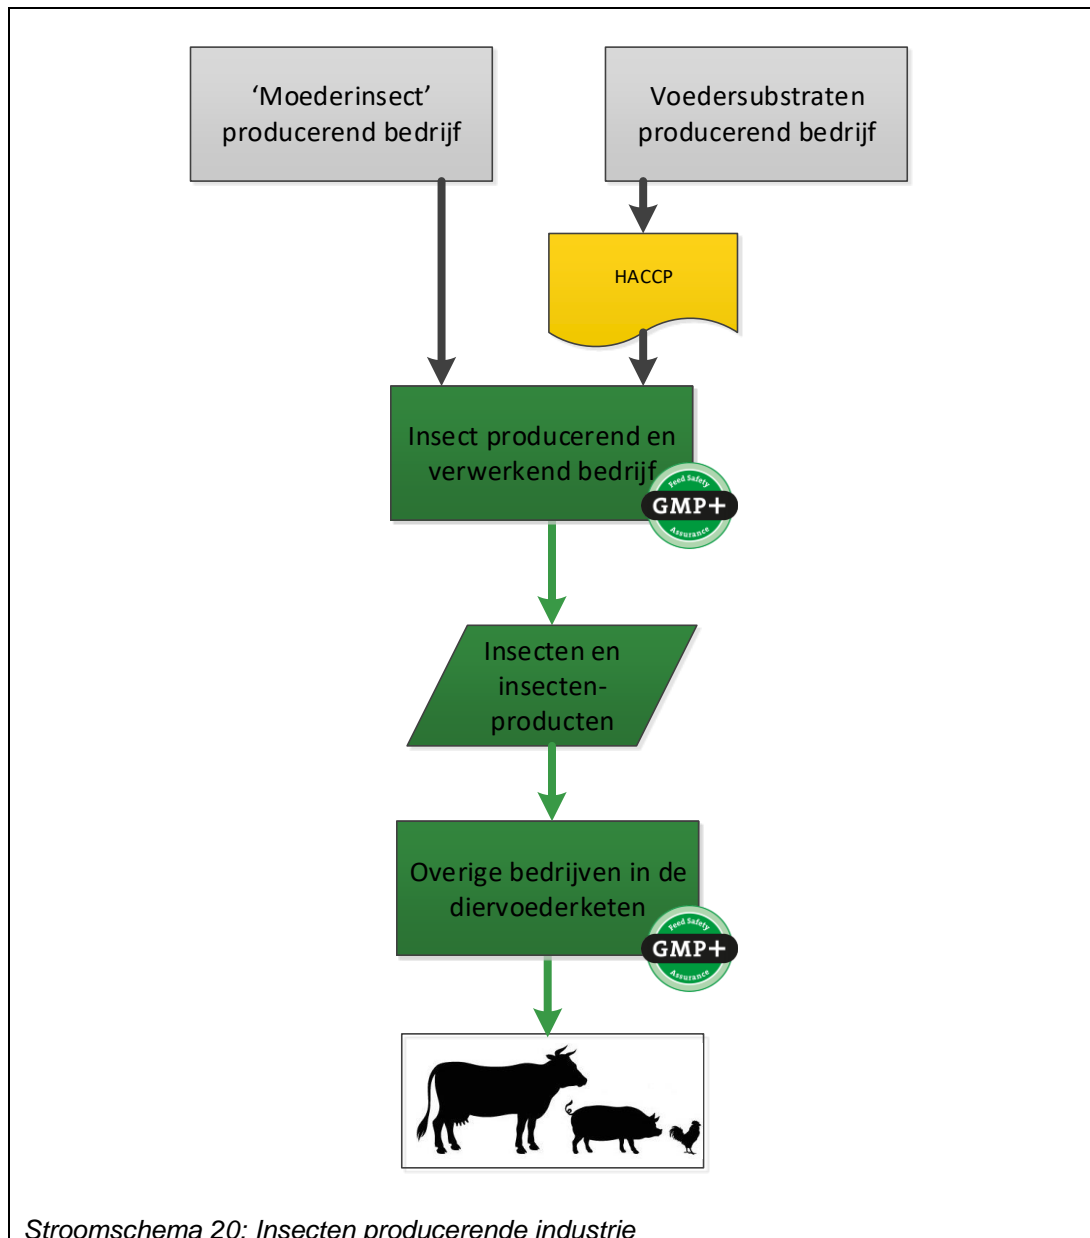 ‘Moederinsect’
producerend bedrijf
Voedersubstraten
producerend bedrijf
HACCP
Insect producerend en
verwerkend bedrijf
Feed Safety
GMP+
Assurance
Insecten en
insecten-
producten
Overige bedrijven in de
diervoederketen
Feed Safety
GMP+
Assurance
Stroomschema 20: Insecten producerende industrie